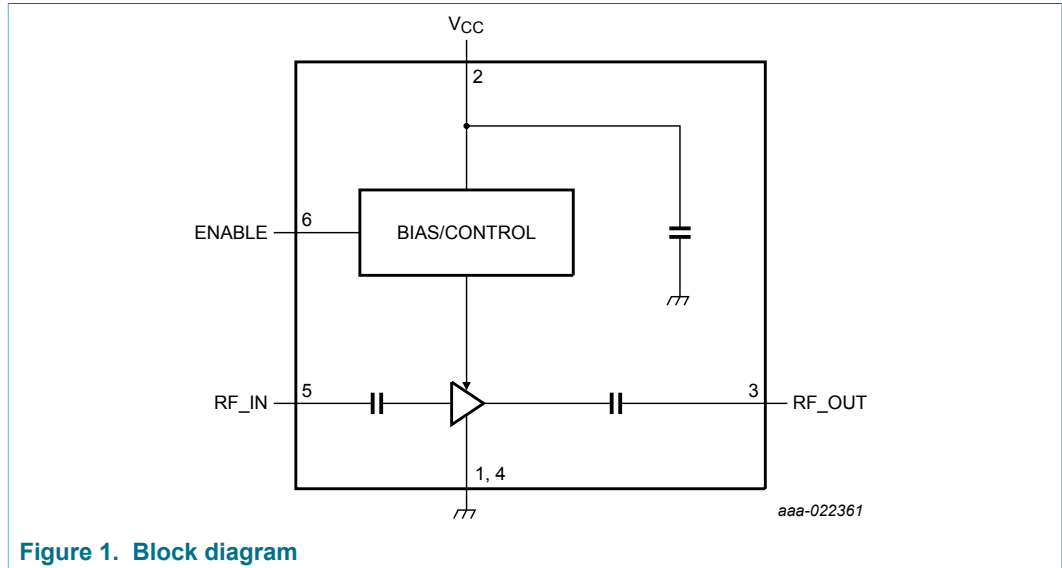 VCC
2
6
ENABLE
BIAS/CONTROL
5
RF_IN
3
RF_OUT
1, 4
aaa-022361
Figure 1. Block diagram